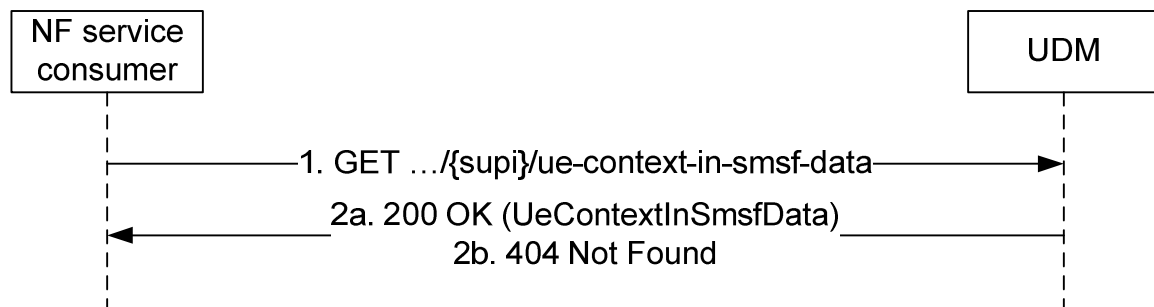 NF service
consumer
UDM
1. GET …/{supi}/ue-context-in-smsf-data
2a. 200 OK (UeContextInSmsfData)
2b. 404 Not Found